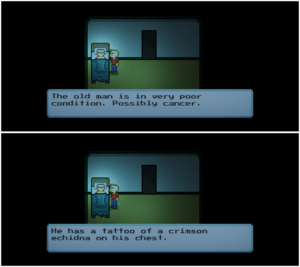 The old man is in very poor
condition. Possibly cancer.
He has a tattoo of a crimson
echidna on his chest.